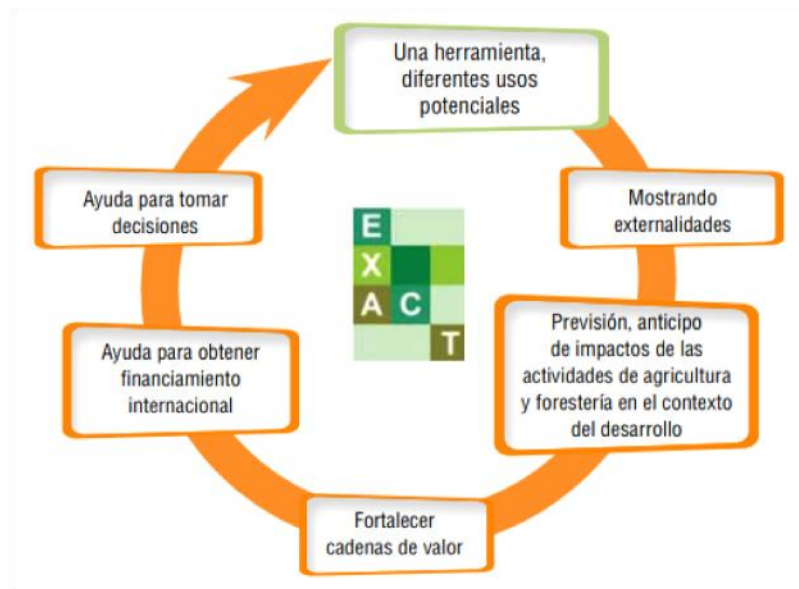 Una herramienta,
diferentes usos
potenciales
Mostrando
externalidades
Previsión, anticipo
de impactos de las
actividades de agricultura
y forestería en el contexto
del desarrollo
Fortalecer
cadenas de valor
Ayuda para obtener
financiamiento
internacional
Ayuda para tomar
decisiones
E
X
A C
T